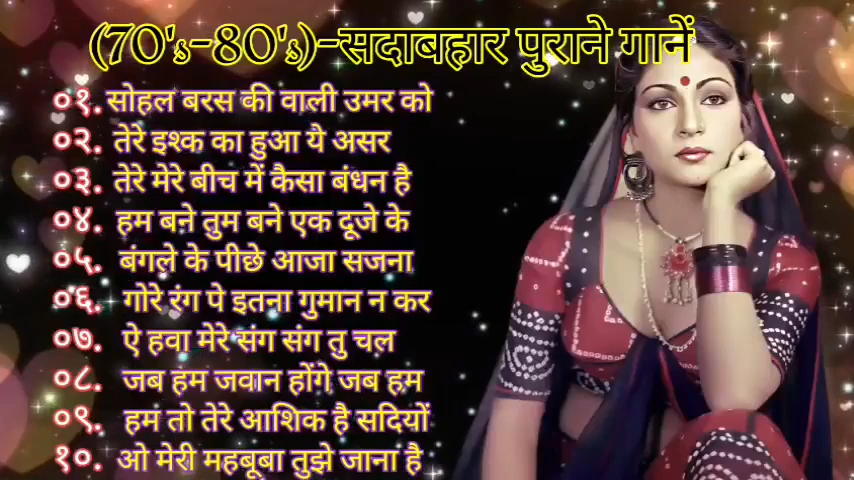 (70's-80's)-सदाबहार पुराने गानें
०१. सोहल बरस की वाली उमर को
०२. तेरे इश्क का हुआ यै असर
०३. तेरे मेरे बीच में कैसा बंधन है
०४. हम बने तुम बने एक दूजे के
०५. बंगले के पीछे आजा सजना
०६. गोरे रंग पे इतना गुमान न कर
०७. ऐ हवा मेरे संग संग तु चल
०८. जब हम जवान होंगे जब हम
०९. हम तो तेरे आशिक है सदियों
१०. ओ मेरी महबूबा तुझे जाना है